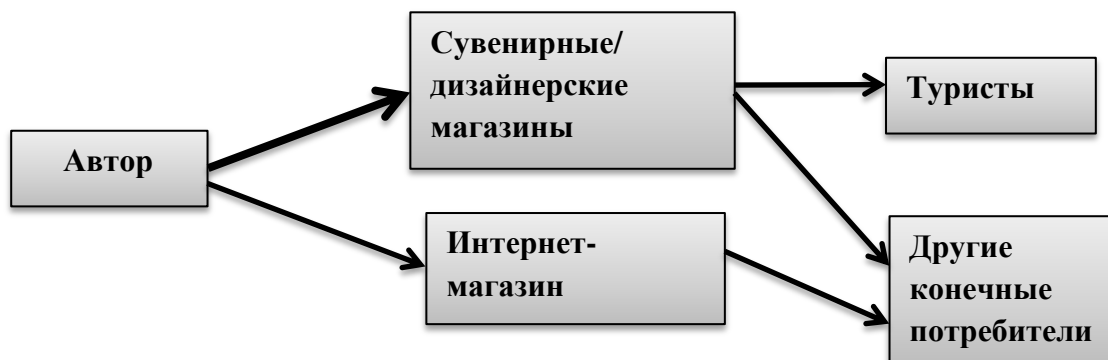 Автор
Сувенирные/
дизайнерские
магазины
Туристы
Интернет-
магазин
Другие
конечные
потребители